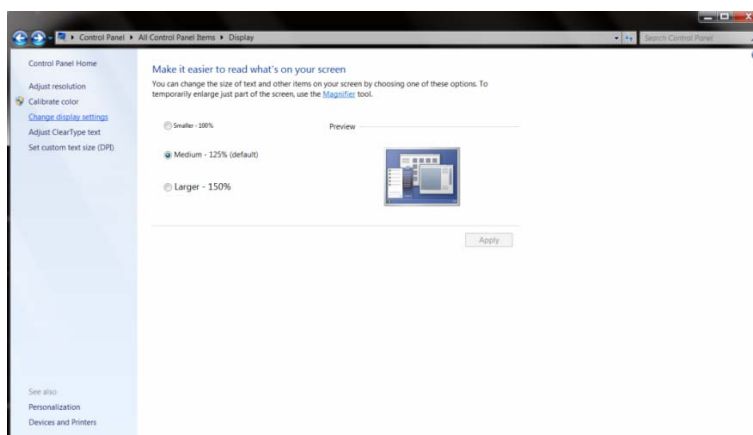 Control Panel ▸ All Control Panel Items ▸ Display
Search Control Panel
Control Panel Home
Adjust resolution
Calibrate color
Change display settings
Adjust ClearType text
Set custom text size (DPI)
Make it easier to read what's on your screen
You can change the size of text and other items on your screen by choosing one of these options. To
temporarily enlarge just part of the screen, use the Magnifier tool.
Smaller - 100%
Preview
Medium - 125% (default)
Larger - 150%
Apply
See also
Personalization
Devices and Printers